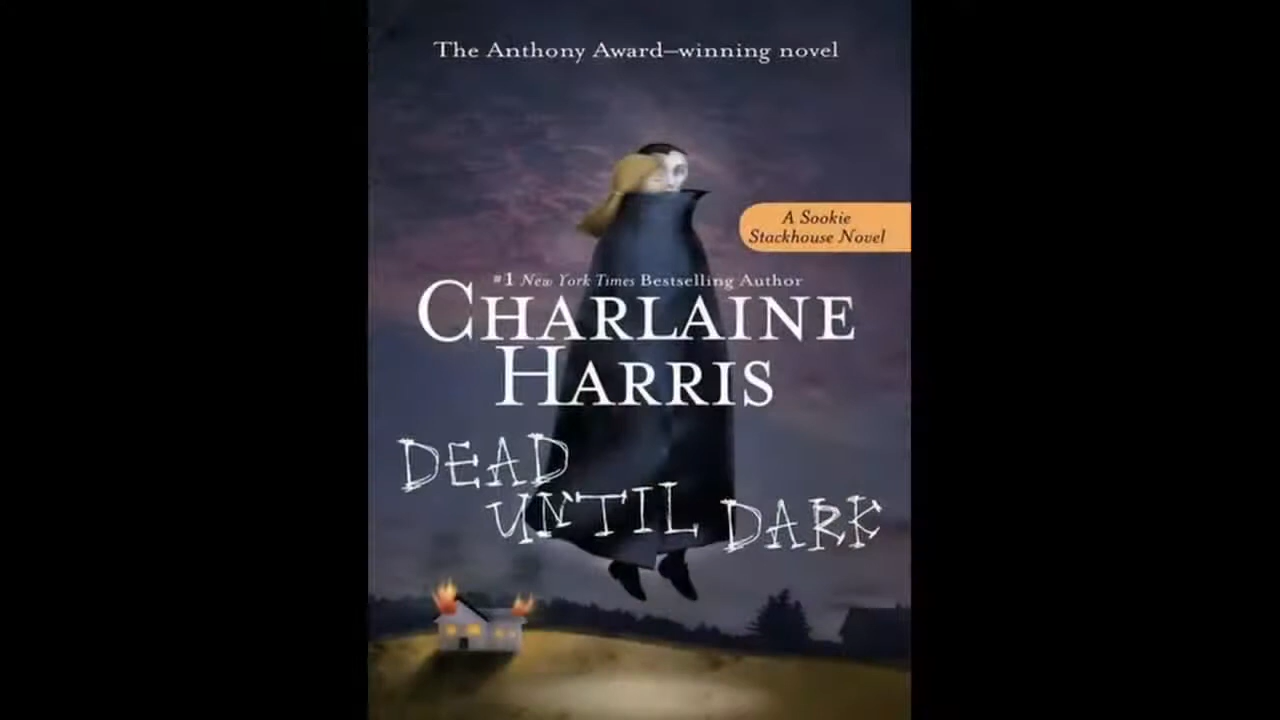 The Anthony Award–winning novel
A Sookie
Stackhouse Novel
#1 New York Times Bestselling Author
CHARLAINE
HARRIS
DEAD
UNTIL DARK